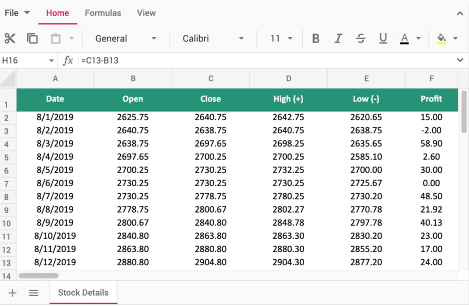 File Home Formulas View
General Calibri 11 B I S U A
H16 fx =C13-B13
A B C D E F
1 Date Open Close High (+) Low (-) Profit
2 8/1/2019 2625.75 2640.75 2642.75 2620.65 15.00
3 8/2/2019 2640.75 2638.75 2640.75 2638.75 -2.00
4 8/3/2019 2638.75 2697.65 2698.25 2635.65 58.90
5 8/4/2019 2697.65 2700.25 2700.25 2585.10 2.60
6 8/5/2019 2700.25 2730.25 2732.25 2700.00 30.00
7 8/6/2019 2730.25 2730.25 2730.25 2725.67 0.00
8 8/7/2019 2730.25 2778.75 2780.25 2730.20 48.50
9 8/8/2019 2778.75 2800.67 2802.27 2770.78 21.92
10 8/9/2019 2800.67 2840.80 2848.78 2797.78 40.13
11 8/10/2019 2840.80 2863.80 2863.30 2830.20 23.00
12 8/11/2019 2863.80 2880.80 2880.30 2855.20 17.00
13 8/12/2019 2880.80 2904.80 2904.30 2877.20 24.00
14
Stock Details